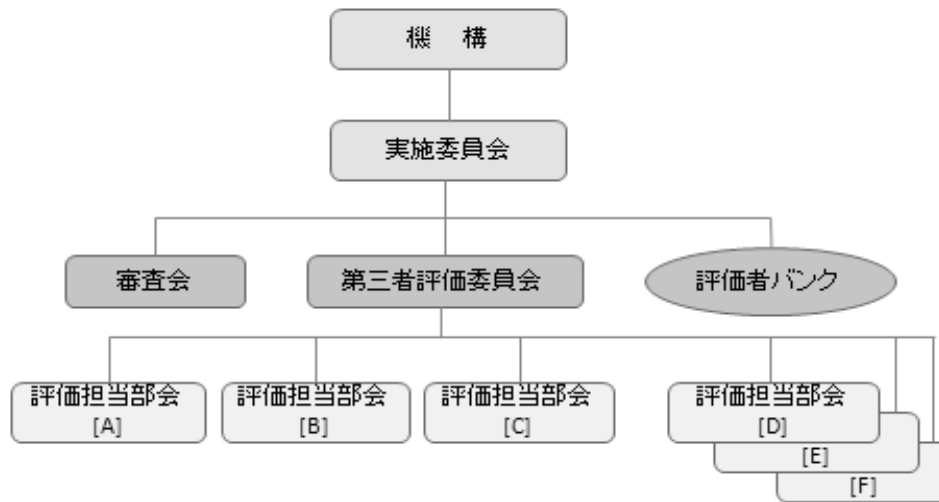 機 構
実施委員会
審査会
第三者評価委員会
評価者バンク
評価担当部会
[A]
評価担当部会
[B]
評価担当部会
[C]
評価担当部会
[D]
[E]
[F]